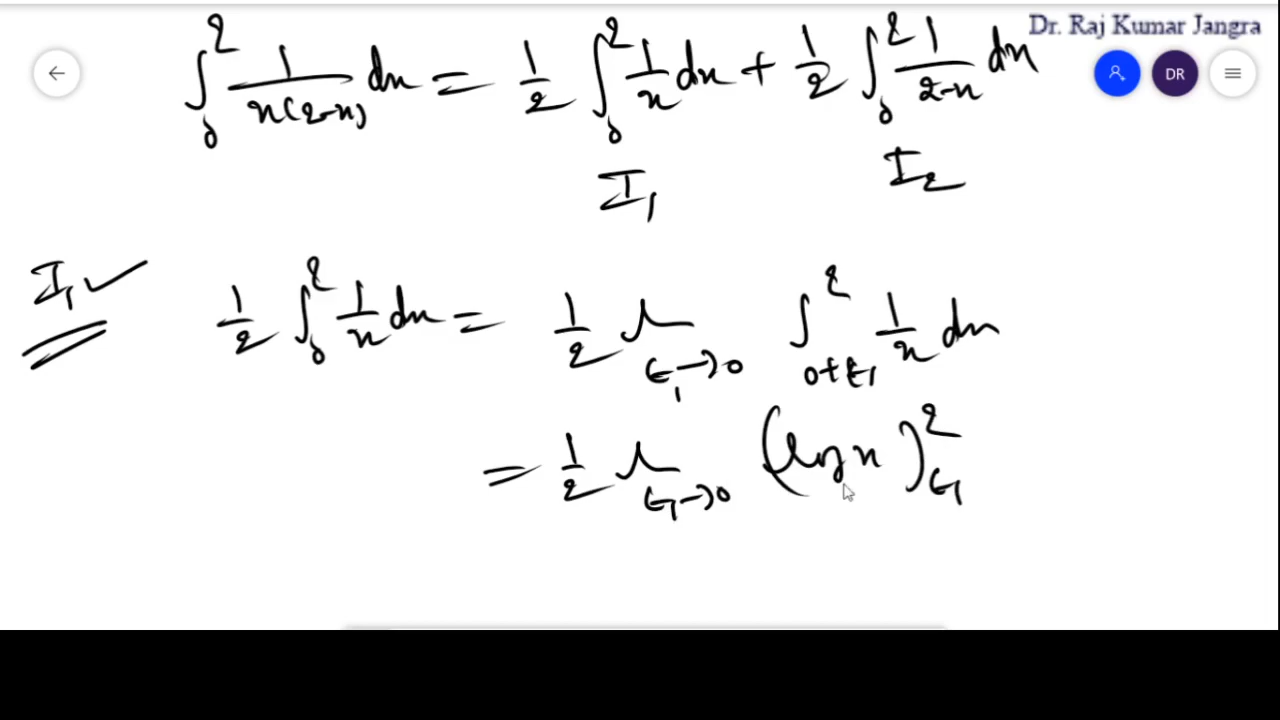 Dr. Raj Kumar Jangra
∫₀² 1/x(2-x) dx = 1/2 ∫₀² 1/x dx + 1/2 ∫₀² 1/2-x dx
DR
I₁ I₂
I₁ ✓ 1/2 ∫₀² 1/x dx = 1/2 lt ε₁→0 ∫_{0+ε₁}^2 1/x dx
= 1/2 lt ε₁→0 (log x)_{ε₁}^2